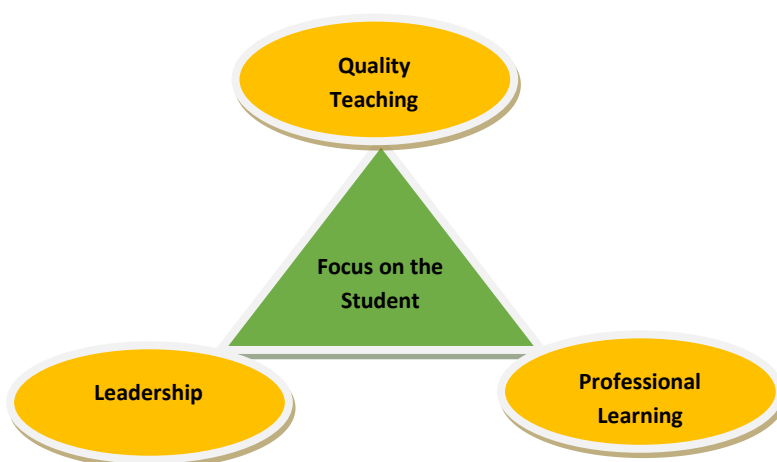 Quality
Teaching
Focus on the
Student
Leadership
Professional
Learning